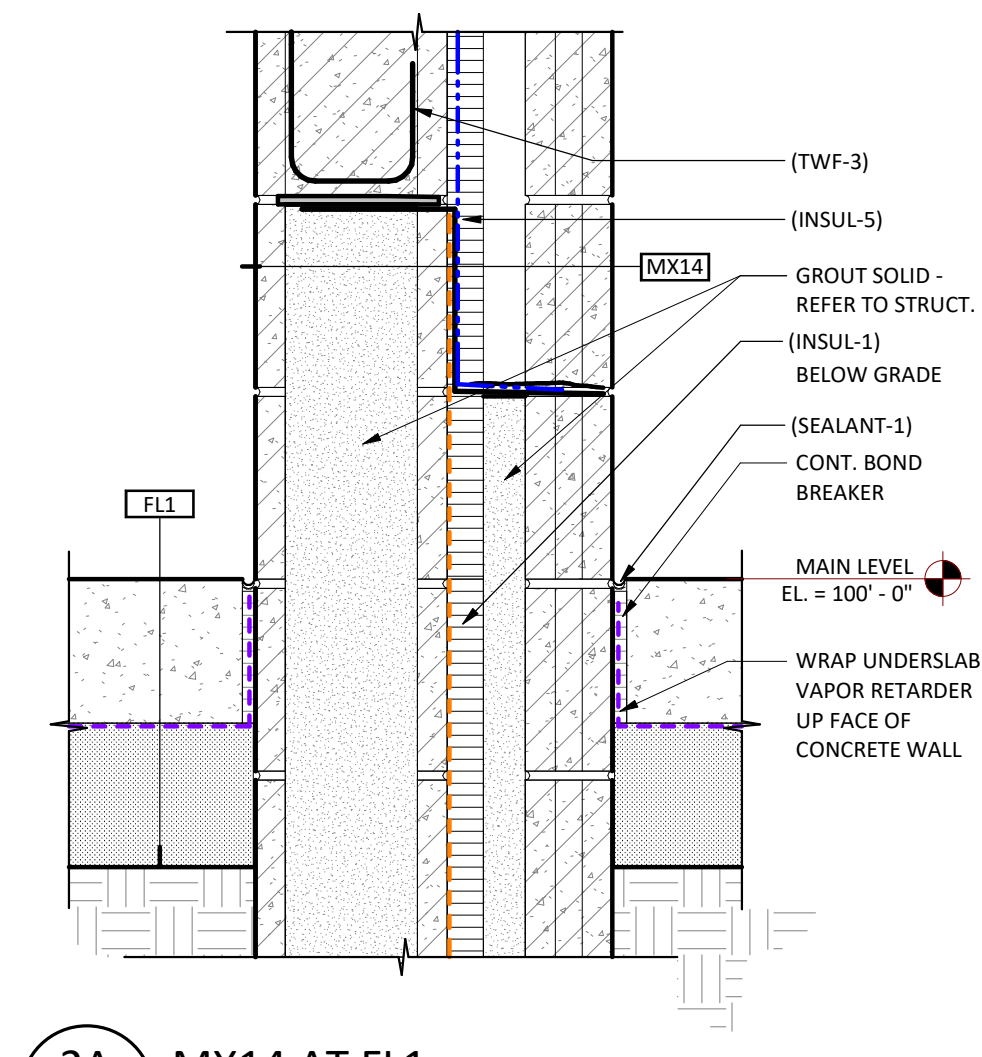 (TWF-3)
(INSUL-5)
MX14
GROUT SOLID -
REFER TO STRUCT.
(INSUL-1)
BELOW GRADE
(SEALANT-1)
CONT. BOND
BREAKER
FL1
MAIN LEVEL
EL. = 100' - 0"
WRAP UNDERSLAB
VAPOR RETARDER
UP FACE OF
CONCRETE WALL
2A MX14 AT FL1